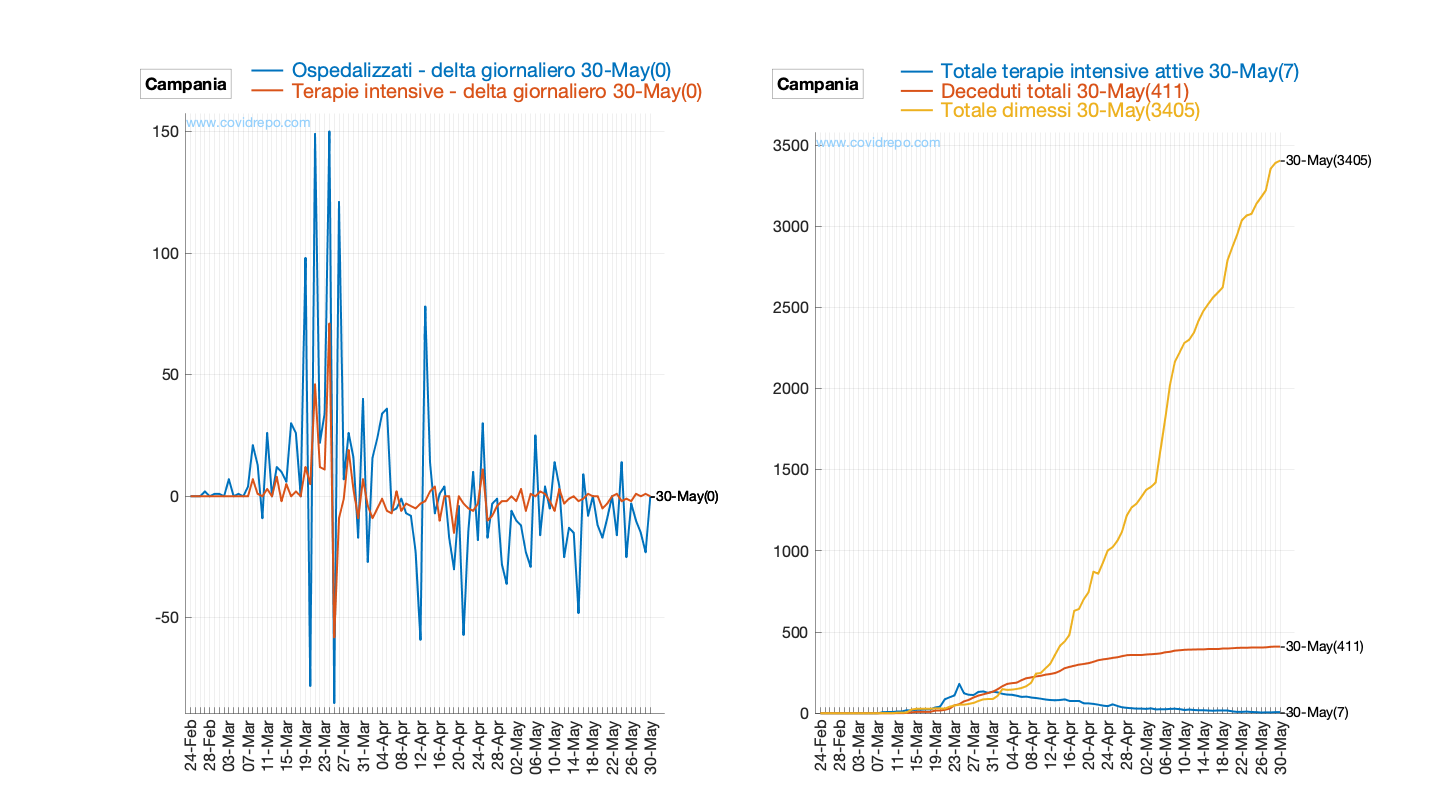 Campania
Ospedalizzati - delta giornaliero 30-May(0)
Terapie intensive - delta giornaliero 30-May(0)
www.covidrepo.com
150
100
50
0
-50
30-May(0)
24-Feb
28-Feb
03-Mar
07-Mar
11-Mar
15-Mar
19-Mar
23-Mar
27-Mar
31-Mar
04-Apr
08-Apr
12-Apr
16-Apr
20-Apr
24-Apr
28-Apr
02-May
06-May
10-May
14-May
18-May
22-May
26-May
30-May
Campania
Totale terapie intensive attive 30-May(7)
Deceduti totali 30-May(411)
Totale dimessi 30-May(3405)
www.covidrepo.com
3500
3000
2500
2000
1500
1000
500
0
30-May(3405)
30-May(411)
30-May(7)
24-Feb
28-Feb
03-Mar
07-Mar
11-Mar
15-Mar
19-Mar
23-Mar
27-Mar
31-Mar
04-Apr
08-Apr
12-Apr
16-Apr
20-Apr
24-Apr
28-Apr
02-May
06-May
10-May
14-May
18-May
22-May
26-May
30-May